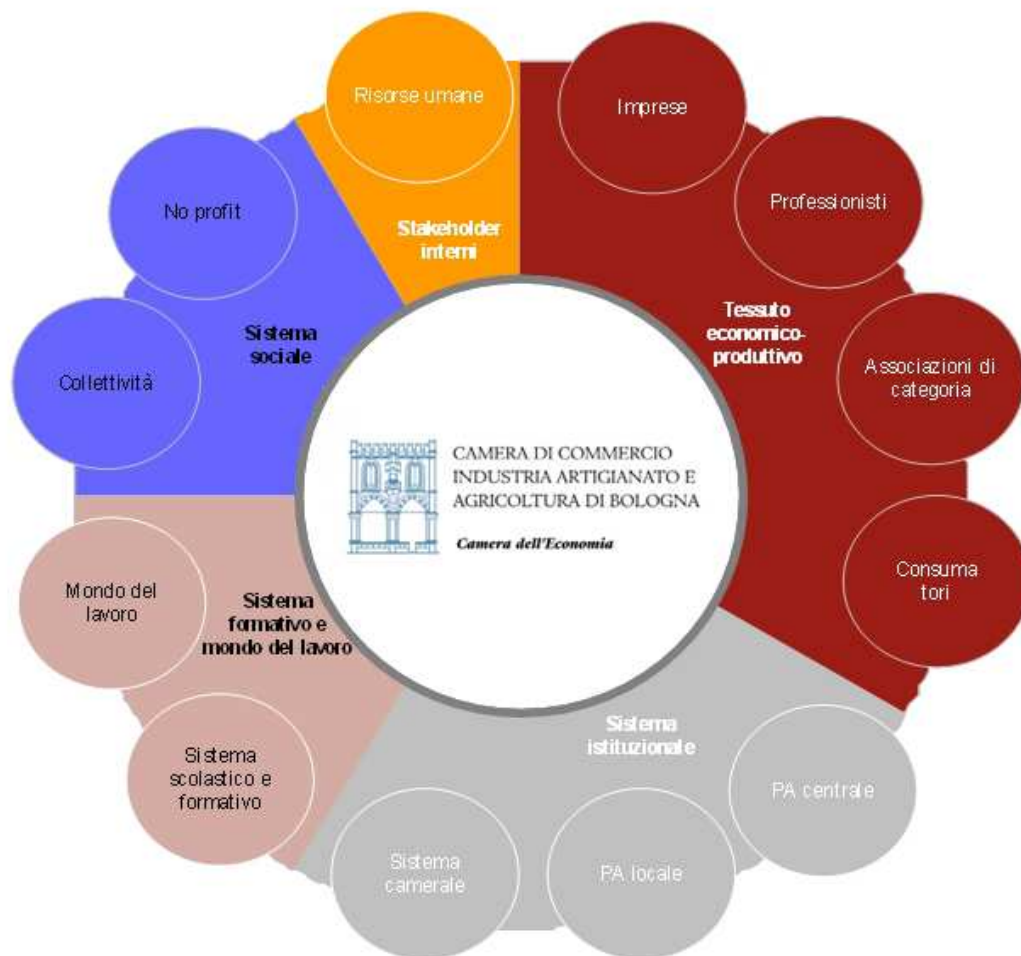 Risorse umane
Imprese
Professionisti
No profit
Stakeholder
interni
Tessuto
economico-
produttivo
Sistema
sociale
Collettività
Associazioni di
categoria
CAMERA DI COMMERCIO
INDUSTRIA ARTIGIANATO E
AGRICOLTURA DI BOLOGNA
Camera dell'Economia
Mondo del
lavoro
Sistema
formativo e
mondo del lavoro
Consuma
tori
Sistema
istituzionale
Sistema
scolastico e
formativo
PA centrale
Sistema
camerale
PA locale